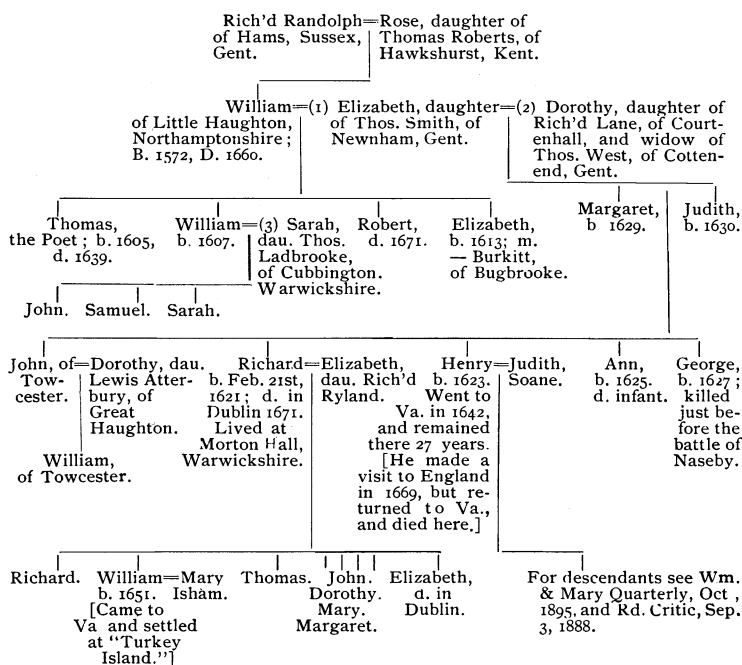 Rich'd Randolph=Rose, daughter of
of Hams, Sussex, Thomas Roberts, of
Gent. Hawkshurst, Kent.
William=(1) Elizabeth, daughter=(2) Dorothy, daughter of
of Little Haughton, of Thos. Smith, of Rich'd Lane, of Court-
Northamptonshire; Newnham, Gent. enhall, and widow of
B. 1572, D. 1660. Thos. West, of Cotten-
end, Gent.
Thomas, William=(3) Sarah, Robert, Elizabeth, Margaret, Judith,
the Poet; b. 1605, b. 1607. dau. Thos. d. 1671. b. 1613; m. b 1629. b. 1630.
d. 1639. Ladbrooke, — Burkitt,
of Cubbington. of Bugbrooke.
Warwickshire.
John. Samuel. Sarah.
John, of=Dorothy, dau. Richard=Elizabeth, Henry=Judith, Ann, George,
Tow- Lewis Atter- b. Feb. 21st, dau. Rich'd b. 1623. Soane. b. 1625. b. 1627;
cester. bury, of 1621; d. in Ryland. Went to d. infant. killed
Great Dublin 1671. Va. in 1642, just be-
Haughton. Lived at and remained fore the
Morton Hall, there 27 years. battle of
William, Warwickshire. [He made a Naseby.
of Towcester. visit to England
in 1669, but re-
turned to Va.,
and died here.]
Richard. William=Mary Thomas. John. Elizabeth, For descendants see Wm.
b. 1651. Isham. Dorothy. d. in & Mary Quarterly, Oct ,
[Came to Mary. Dublin. 1895, and Rd. Critic, Sep.
Va and settled Margaret. 3, 1888.
at "Turkey
Island."]